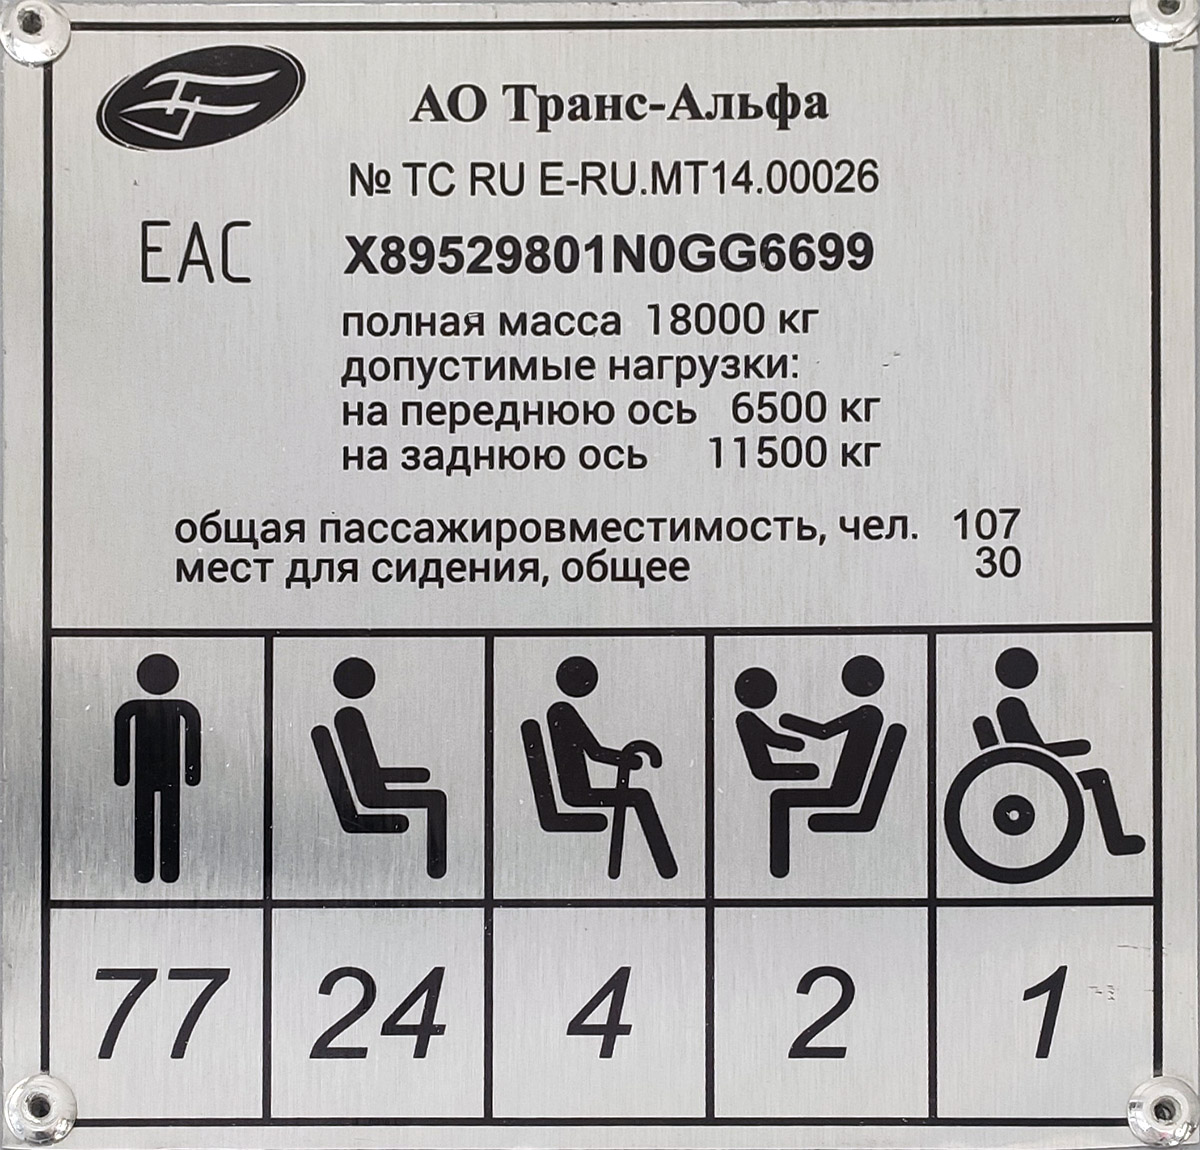 АО Транс-Альфа
№ ТС RU E-RU.MT14.00026
EAC
X89529801N0GG6699
полная масса 18000 кг
допустимые нагрузки:
на переднюю ось 6500 кг
на заднюю ось 11500 кг
общая пассажировместимость, чел. 107
мест для сидения, общее 30
77 24 4 2 1